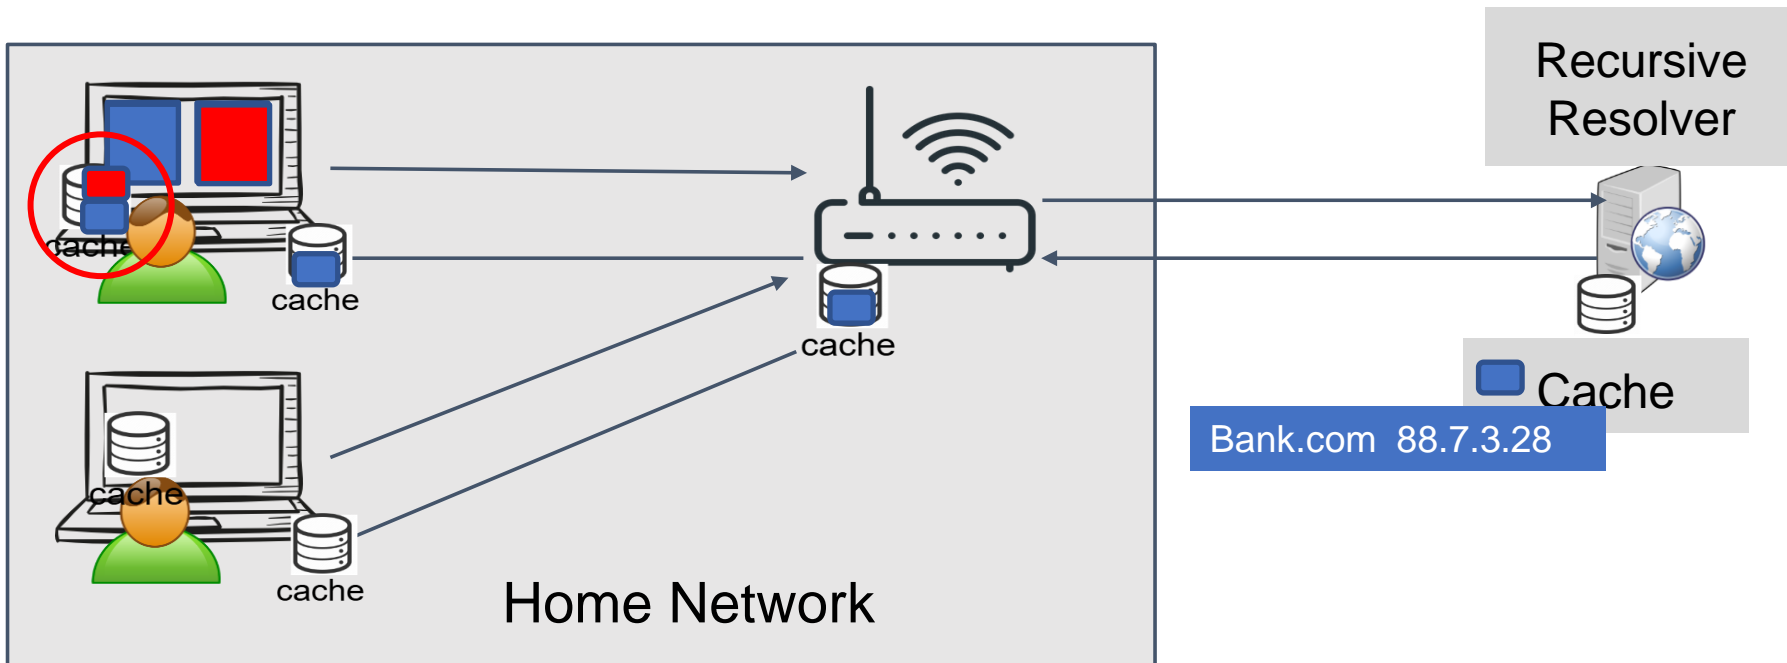 Recursive
Resolver
cache
cache
cache
Cache
Bank.com 88.7.3.28
cache
cache
Home Network